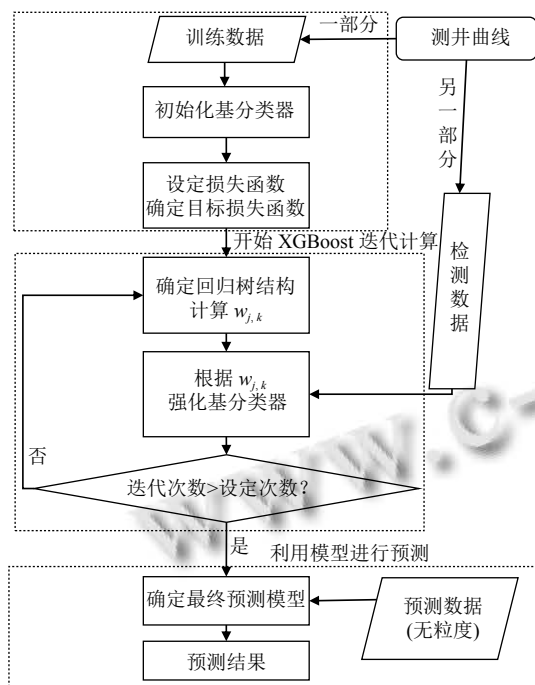 训练数据
一部分
测井曲线
初始化基分类器
另一部分
设定损失函数
确定目标损失函数
开始 XGBoost 迭代计算
检测数据
确定回归树结构
计算 w_{j, k}
根据 w_{j, k}
强化基分类器
否
迭代次数>设定次数?
是
利用模型进行预测
确定最终预测模型
预测数据
(无粒度)
预测结果
www.c-